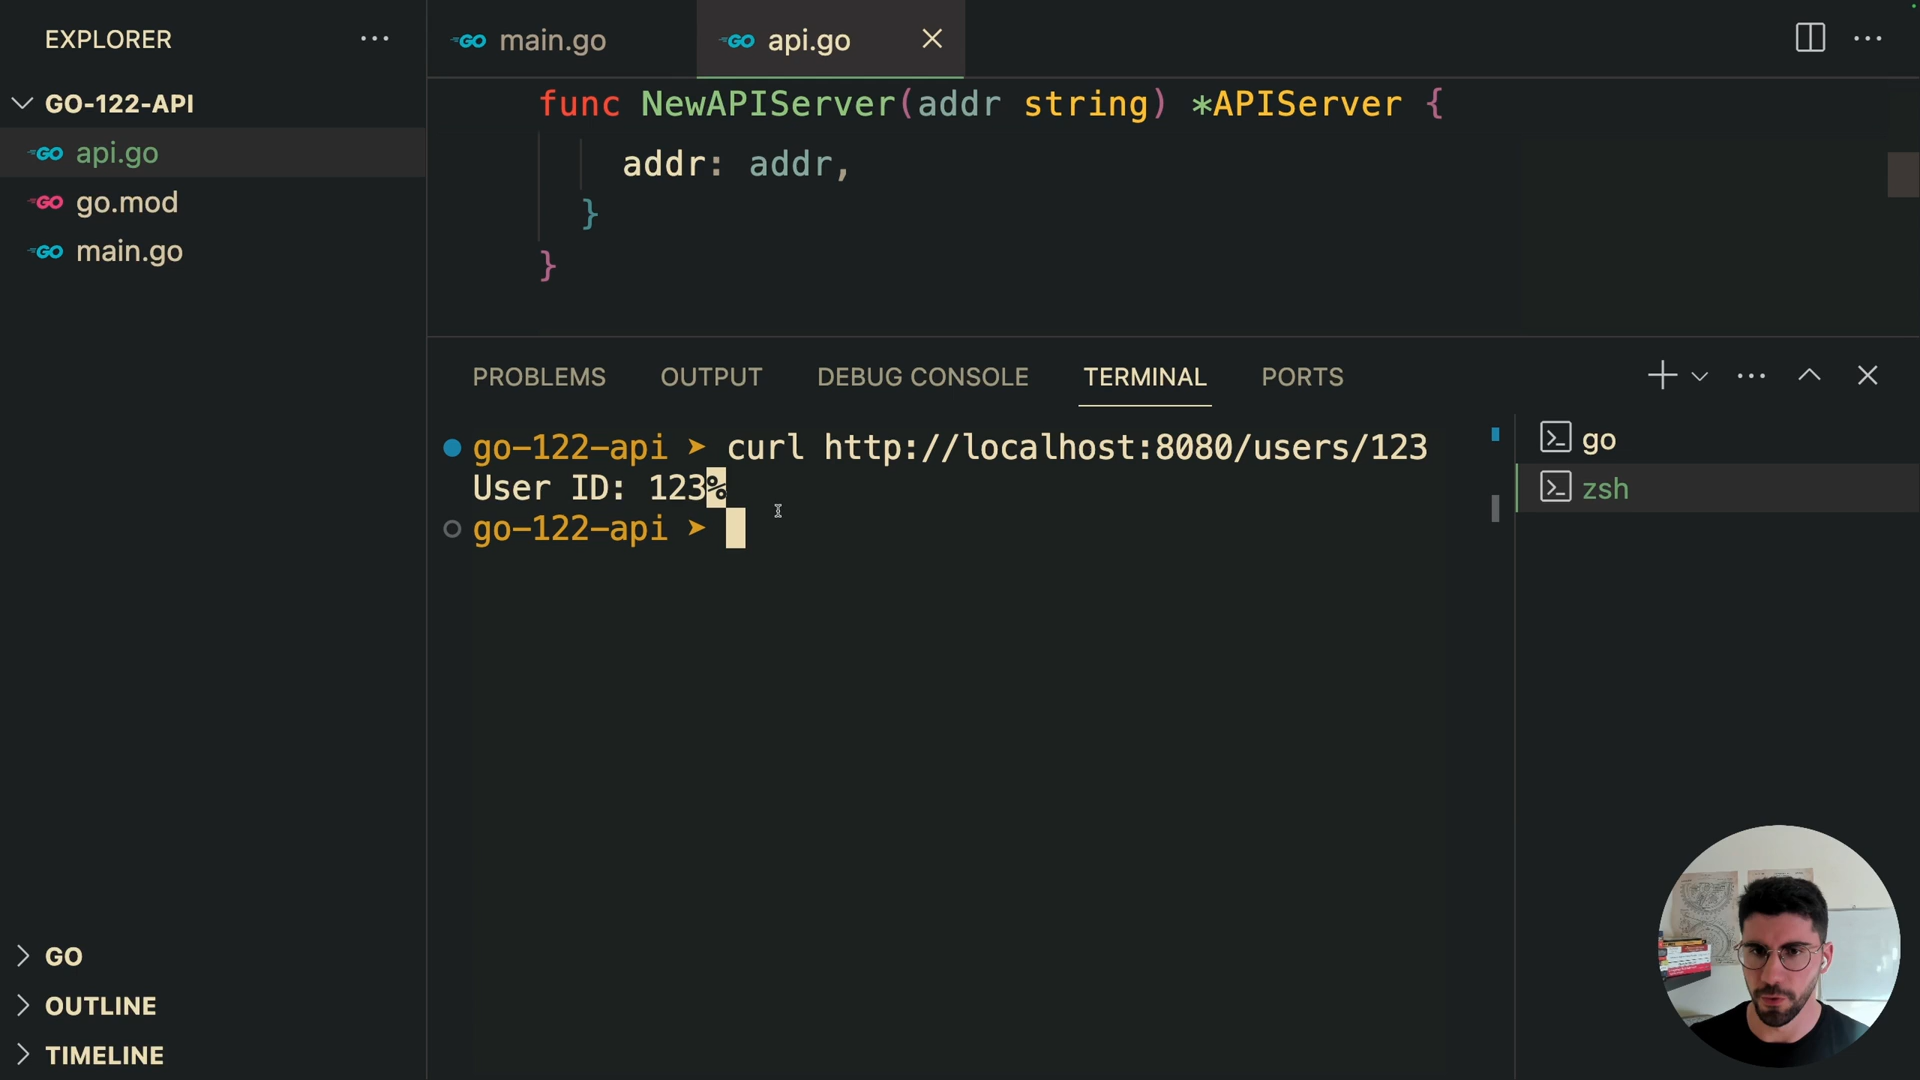 EXPLORER
GO-122-API
api.go
go.mod
main.go
GO
OUTLINE
TIMELINE
main.go
api.go
func NewAPIServer(addr string) *APIServer {
addr: addr,
}
}
PROBLEMS OUTPUT DEBUG CONSOLE TERMINAL PORTS
go-122-api ➤ curl http://localhost:8080/users/123
User ID: 123%
go-122-api ➤
go
zsh